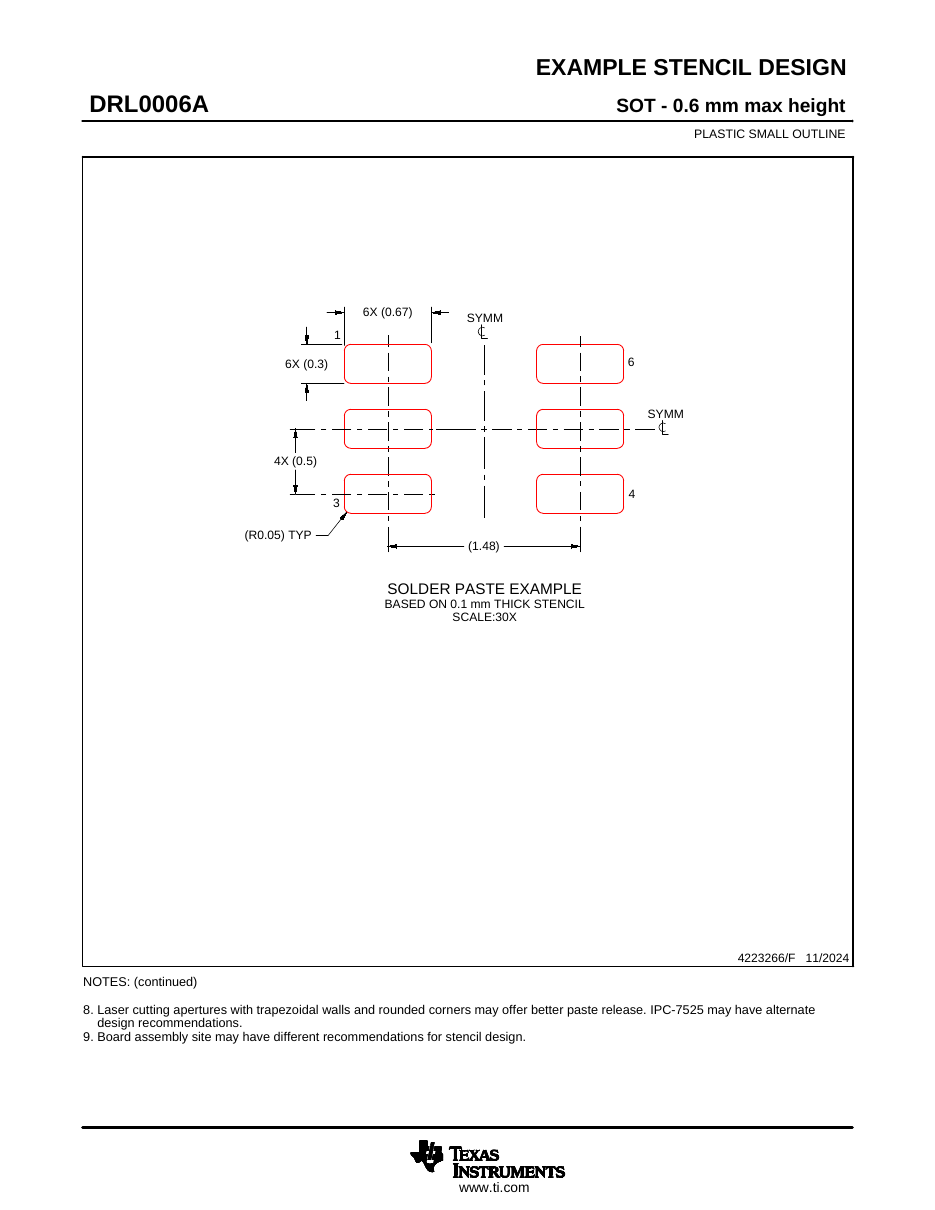 EXAMPLE STENCIL DESIGN
DRL0006A
SOT - 0.6 mm max height
PLASTIC SMALL OUTLINE
6X (0.67)
SYMM
℄
1
6X (0.3)
6
SYMM
℄
4X (0.5)
3
4
(R0.05) TYP
(1.48)
SOLDER PASTE EXAMPLE
BASED ON 0.1 mm THICK STENCIL
SCALE:30X
4223266/F 11/2024
NOTES: (continued)
8. Laser cutting apertures with trapezoidal walls and rounded corners may offer better paste release. IPC-7525 may have alternate
design recommendations.
9. Board assembly site may have different recommendations for stencil design.
TEXAS
INSTRUMENTS
www.ti.com